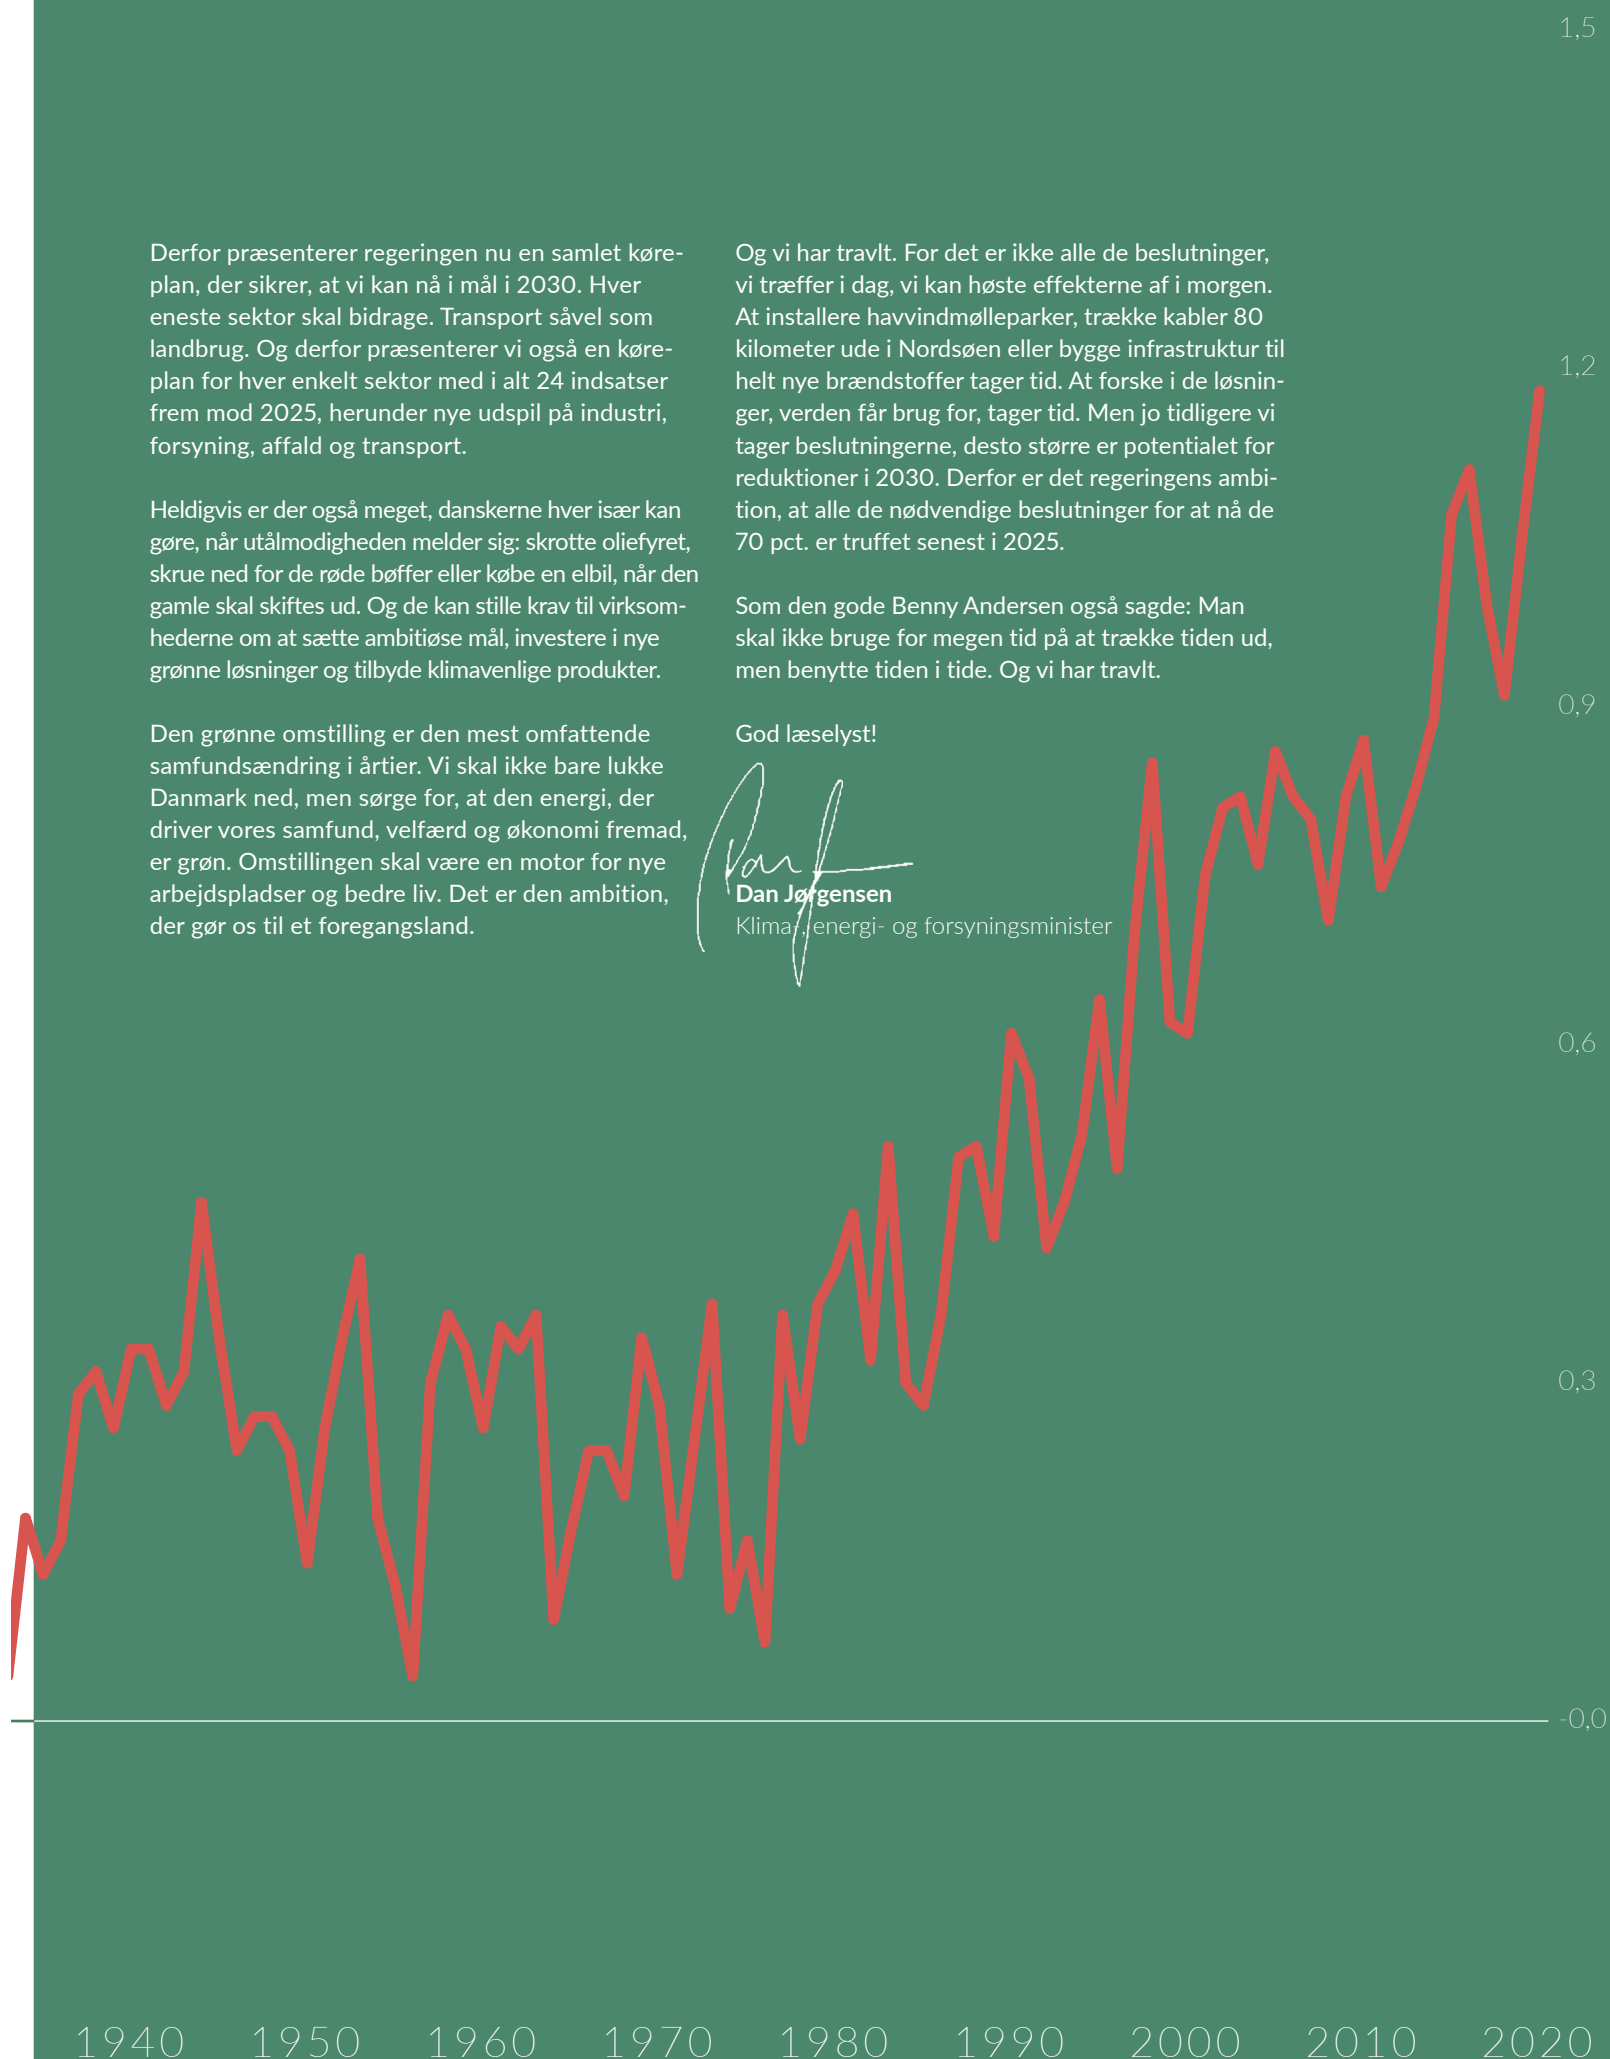 Derfor præsenterer regeringen nu en samlet køre-
plan, der sikrer, at vi kan nå i mål i 2030. Hver
eneste sektor skal bidrage. Transport såvel som
landbrug. Og derfor præsenterer vi også en køre-
plan for hver enkelt sektor med i alt 24 indsatser
frem mod 2025, herunder nye udspil på industri,
forsyning, affald og transport.
Heldigvis er der også meget, danskerne hver især kan
gøre, når utålmodigheden melder sig: skrotte oliefyret,
skrue ned for de røde bøffer eller købe en elbil, når den
gamle skal skiftes ud. Og de kan stille krav til virksom-
hederne om at sætte ambitiøse mål, investere i nye
grønne løsninger og tilbyde klimavenlige produkter.
Den grønne omstilling er den mest omfattende
samfundsændring i årtier. Vi skal ikke bare lukke
Danmark ned, men sørge for, at den energi, der
driver vores samfund, velfærd og økonomi fremad,
er grøn. Omstillingen skal være en motor for nye
arbejdspladser og bedre liv. Det er den ambition,
der gør os til et foregangsland.
Og vi har travlt. For det er ikke alle de beslutninger,
vi træffer i dag, vi kan høste effekterne af i morgen.
At installere havvindmølleparker, trække kabler 80
kilometer ude i Nordsøen eller bygge infrastruktur til
helt nye brændstoffer tager tid. At forske i de løsnin-
ger, verden får brug for, tager tid. Men jo tidligere vi
tager beslutningerne, desto større er potentialet for
reduktioner i 2030. Derfor er det regeringens ambi-
tion, at alle de nødvendige beslutninger for at nå de
70 pct. er truffet senest i 2025.
Som den gode Benny Andersen også sagde: Man
skal ikke bruge for megen tid på at trække tiden ud,
men benytte tiden i tide. Og vi har travlt.
God læselyst!
Dan Jørgensen
Klima-, energi- og forsyningsminister
1,5
1,2
0,9
0,6
0,3
-0,0
1940 1950 1960 1970 1980 1990 2000 2010 2020